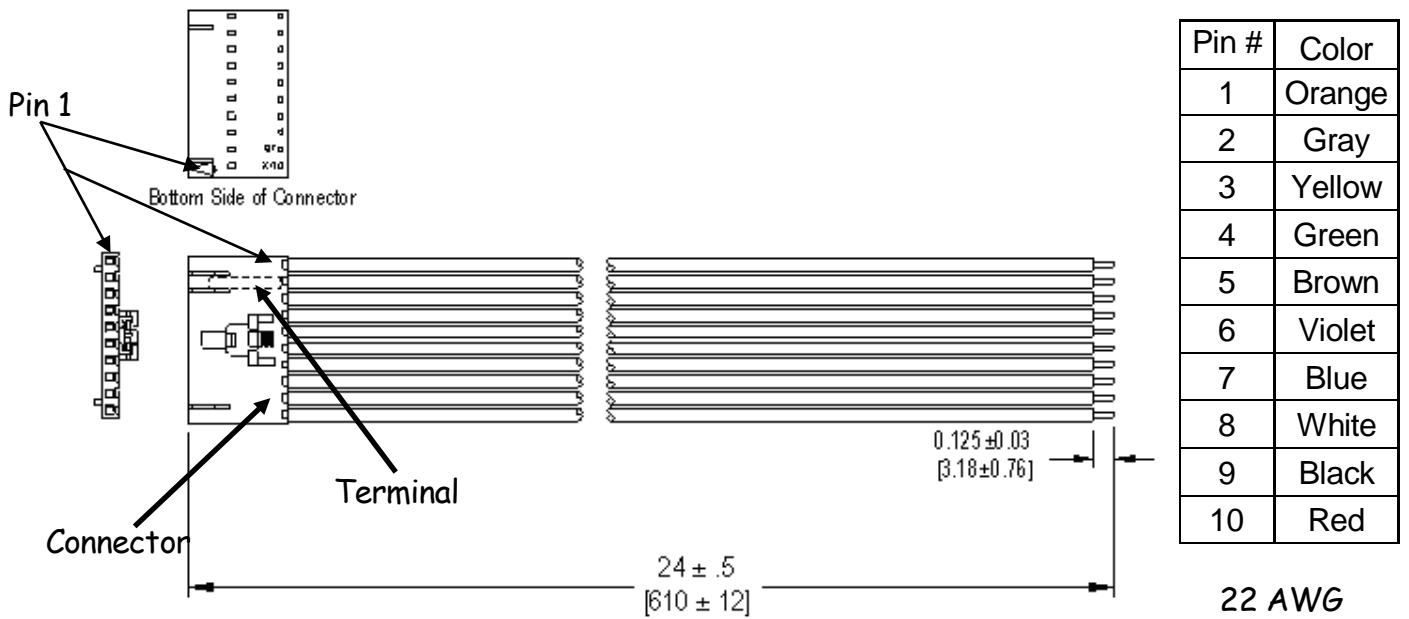 Pin 1
Bottom Side of Connector
Terminal
Connector
0.125 ±0.03
[3.18±0.76]
24 ± .5
[610 ± 12]
Pin # Color
1 Orange
2 Gray
3 Yellow
4 Green
5 Brown
6 Violet
7 Blue
8 White
9 Black
10 Red
22 AWG